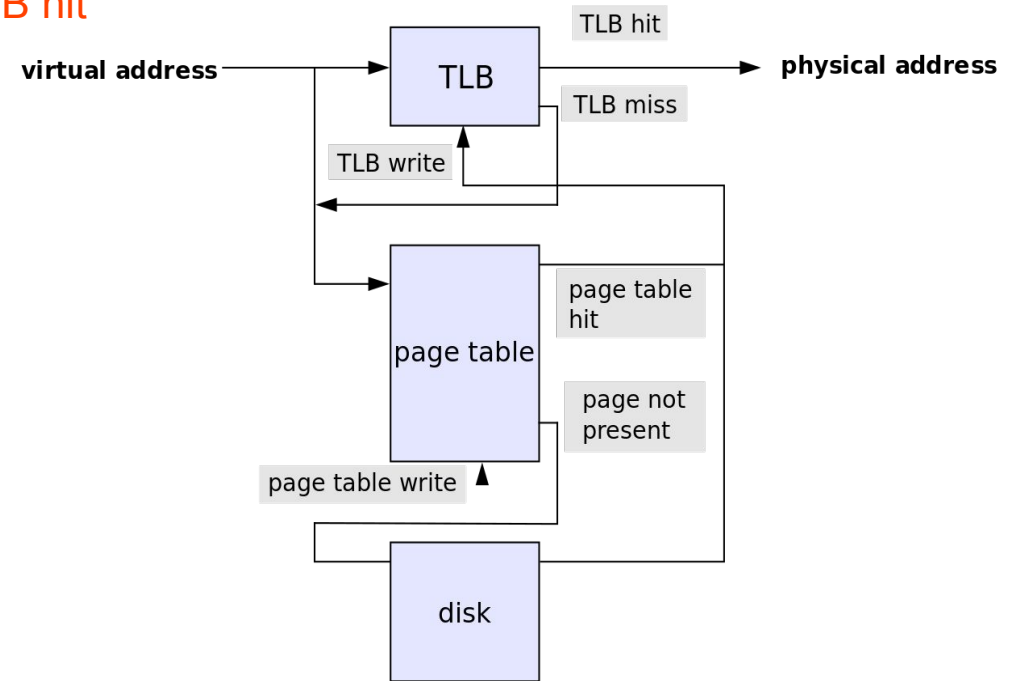 B hit
TLB hit
virtual address
TLB
physical address
TLB miss
TLB write
page table
hit
page table
page not
present
page table write
disk